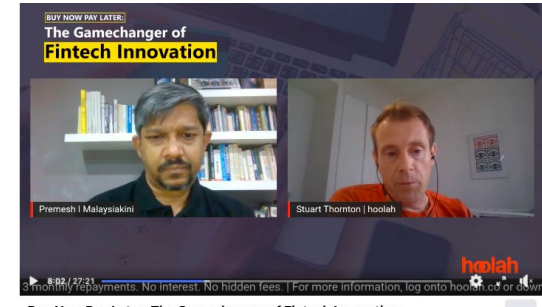 BUY NOW PAY LATER:
The Gamechanger of
Fintech Innovation
Premesh I Malaysiakini
Stuart Thornton | hoolah
hoolah
8:02 / 27:21
3 monthly repayments. No interest. No hidden fees. | For more information, log onto hoolah.co or down